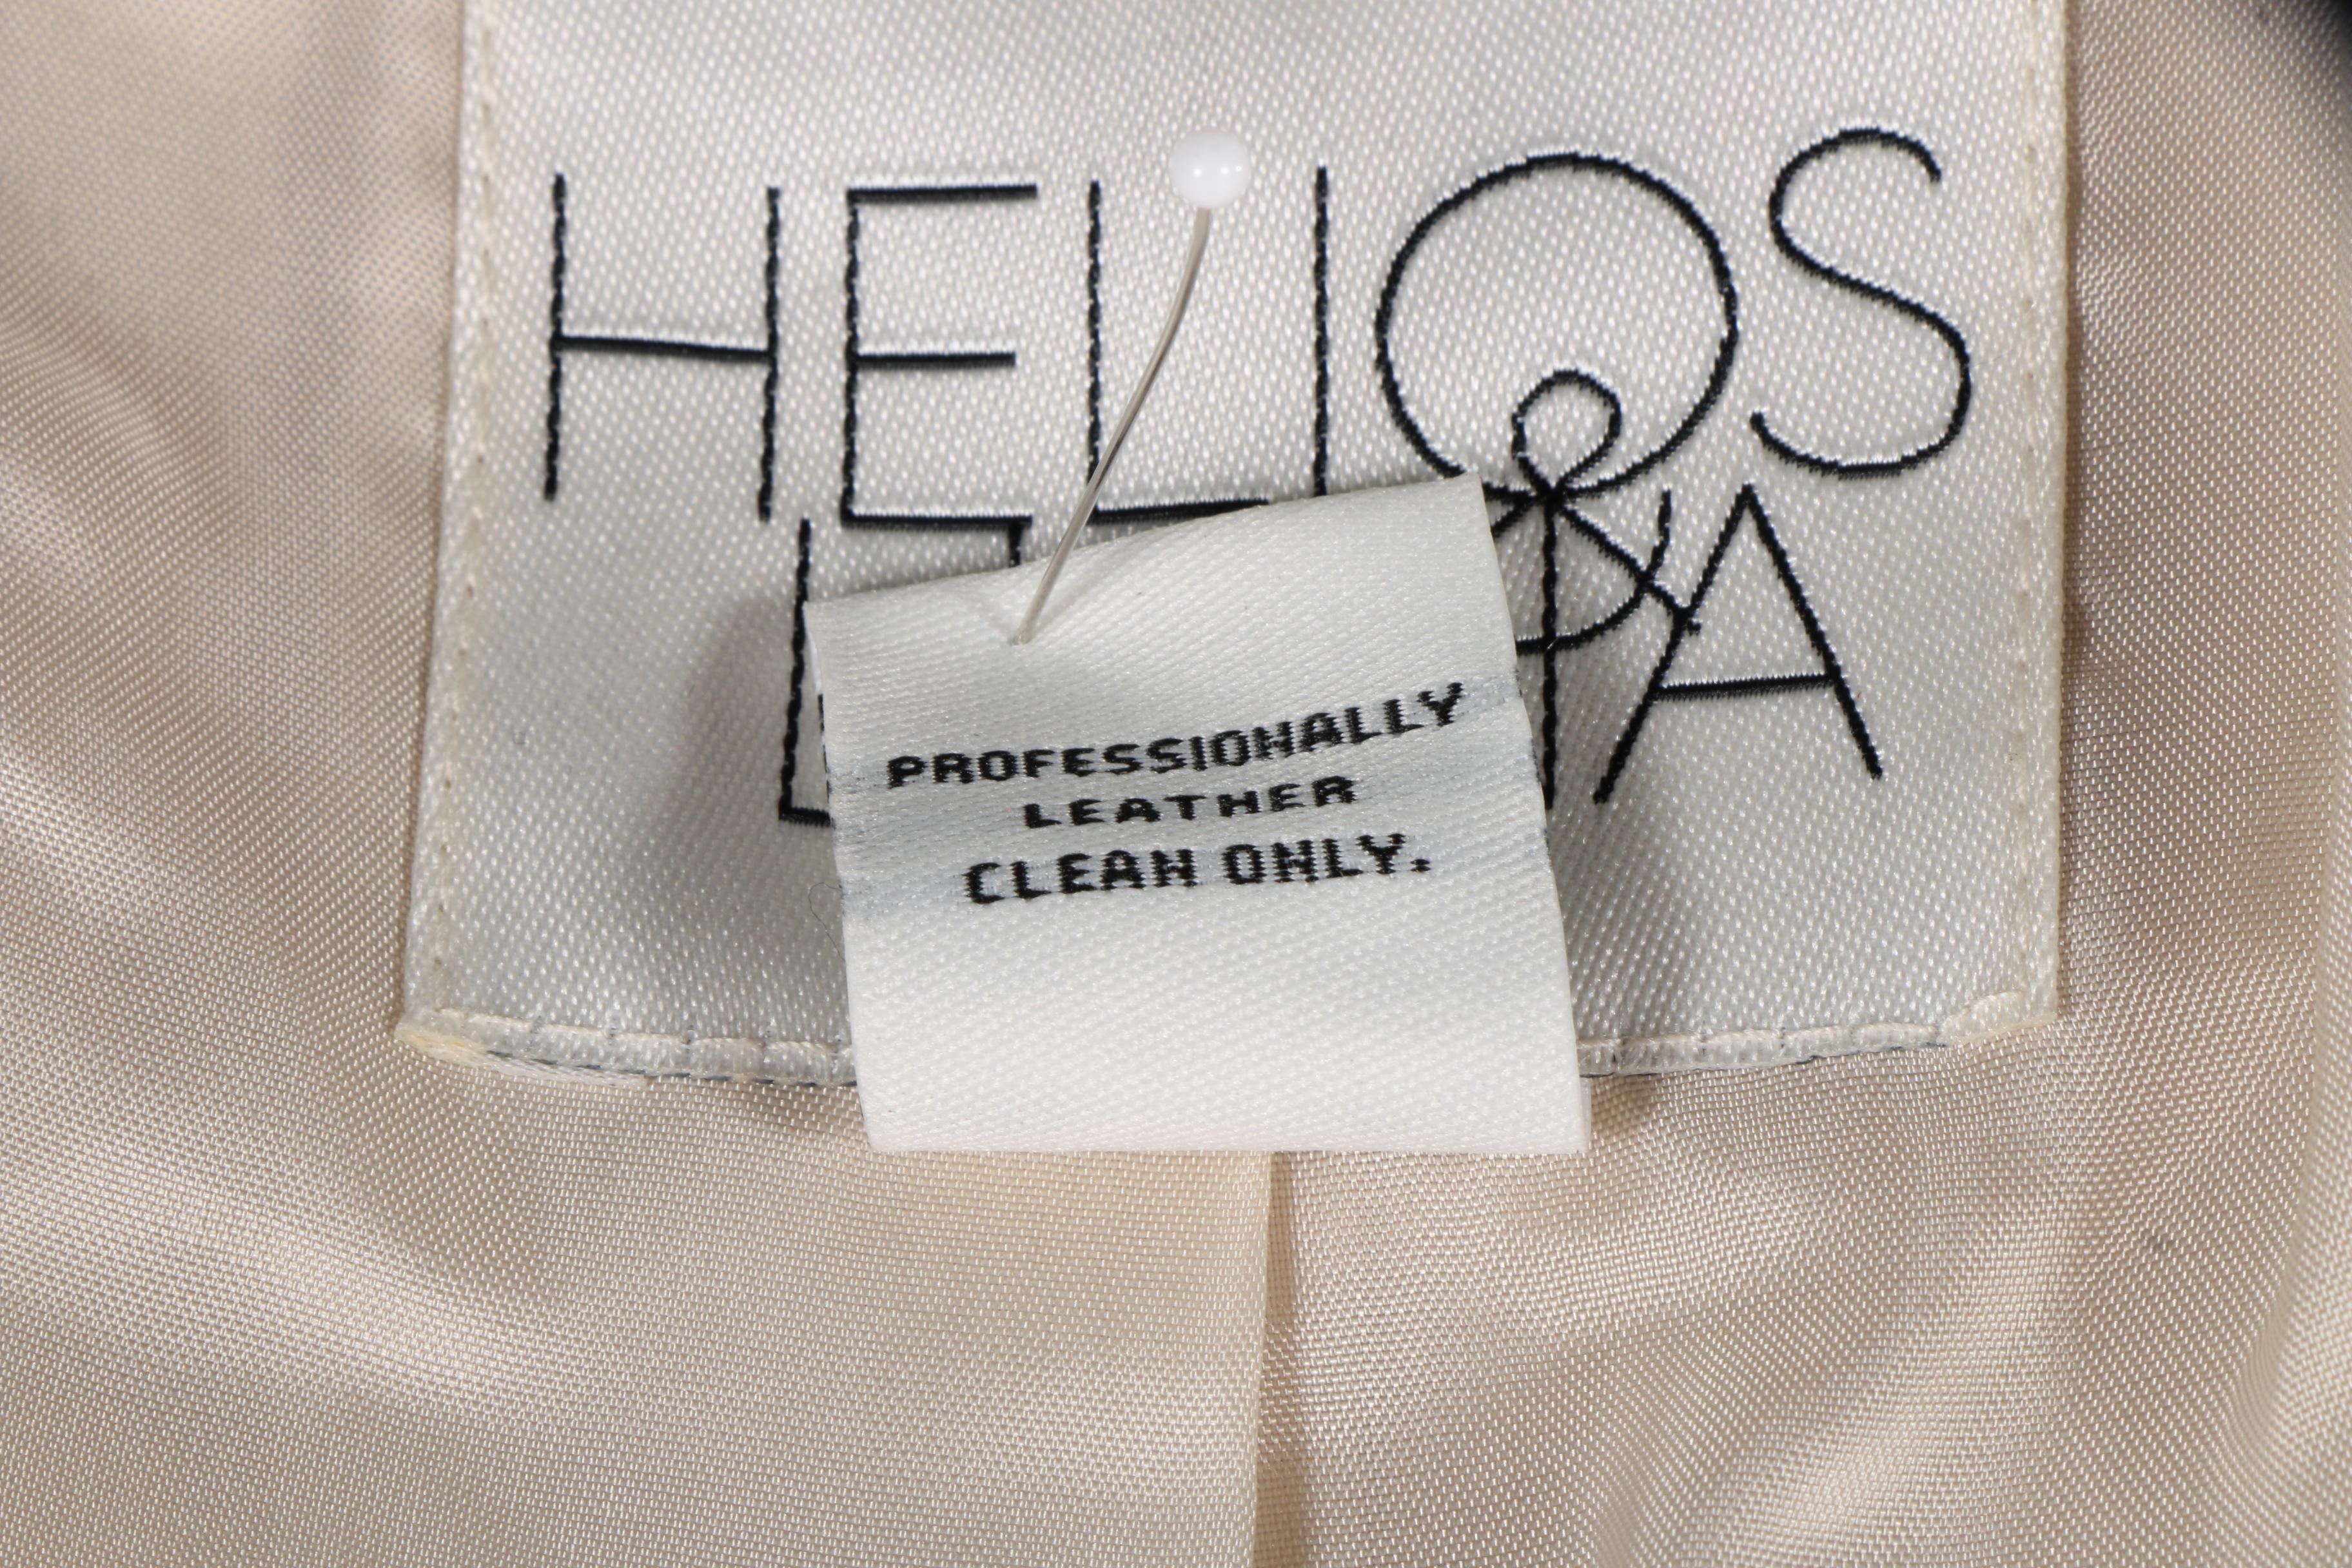 HELIOS
PROFESSIONALLY
LEATHER
CLEAN ONLY.